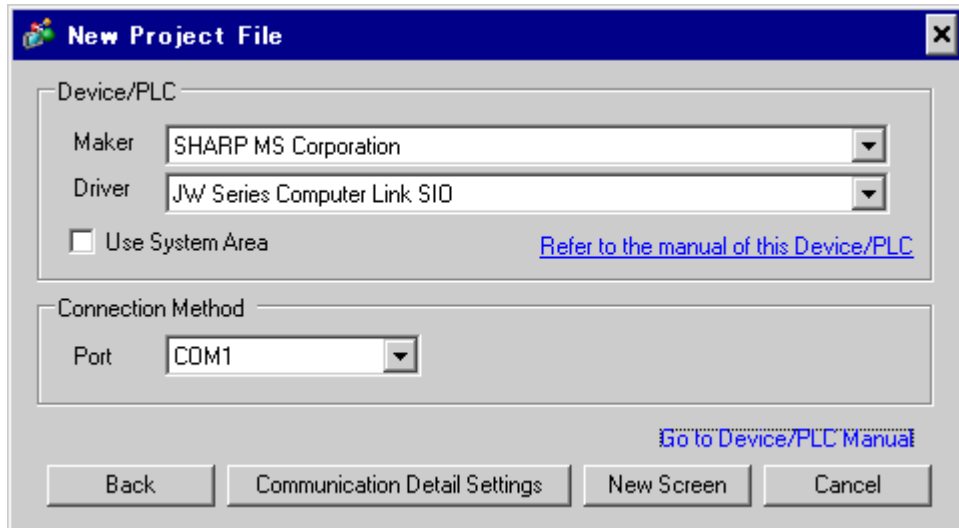 New Project File
Device/PLC
Maker SHARP MS Corporation
Driver JW Series Computer Link SIO
Use System Area Refer to the manual of this Device/PLC
Connection Method
Port COM1
Go to Device/PLC Manual
Back Communication Detail Settings New Screen Cancel